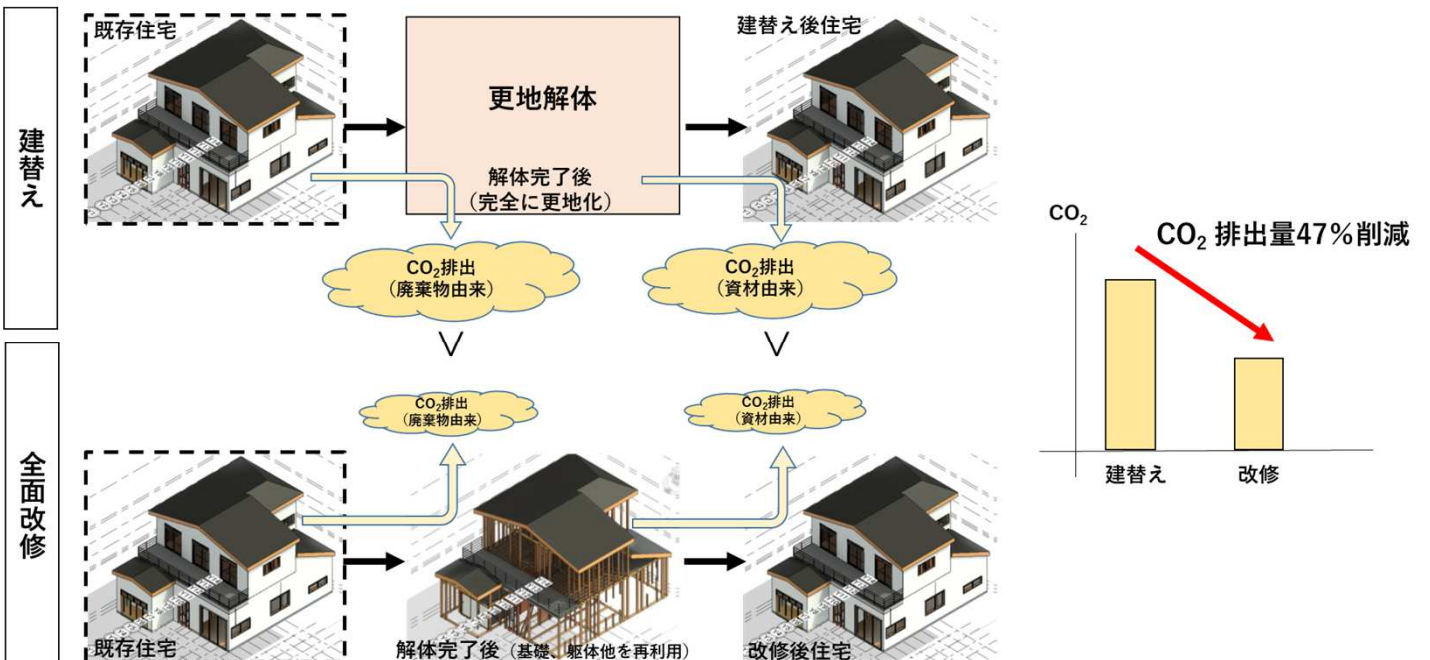 建替え
既存住宅
更地解体
解体完了後
（完全に更地化）
建替え後住宅
CO₂排出
（廃棄物由来）
CO₂排出
（資材由来）
∨
∨
全面改修
CO₂排出
（廃棄物由来）
CO₂排出
（資材由来）
既存住宅
解体完了後（基礎、躯体他を再利用）
改修後住宅
CO₂
CO₂ 排出量47%削減
建替え
改修